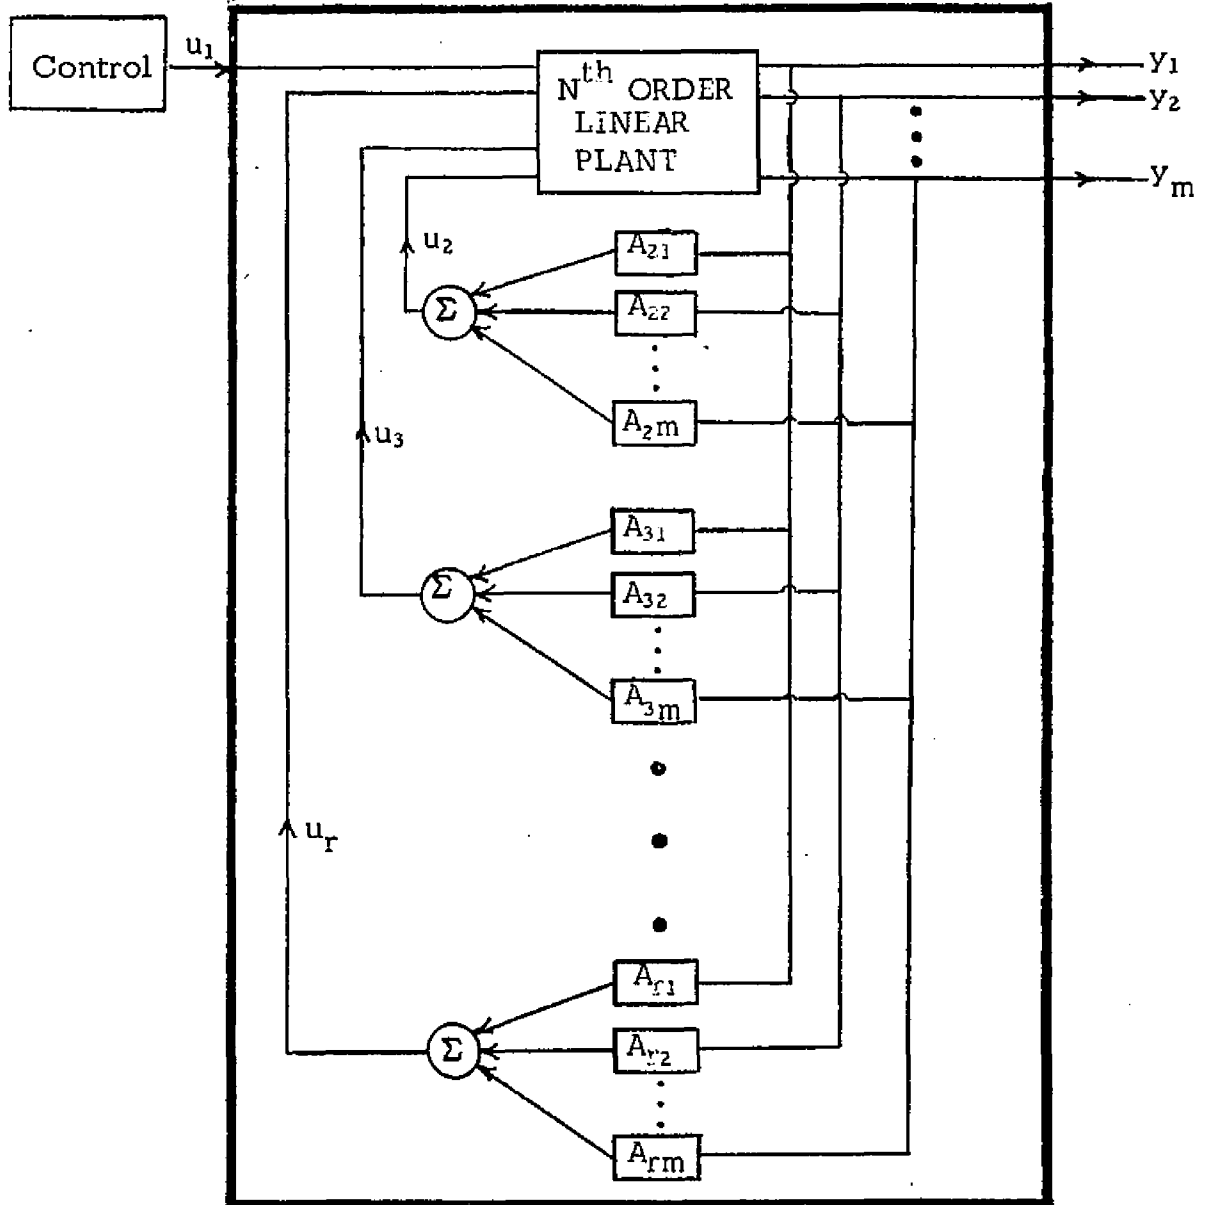 Control
u₁
Nᵗʰ ORDER
LINEAR
PLANT
y₁
y₂
yₘ
u₂
Σ
A₂₁
A₂₂
A₂ₘ
u₃
Σ
A₃₁
A₃₂
A₃ₘ
uᵣ
Σ
Aᵣ₁
Aᵣ₂
Aᵣₘ